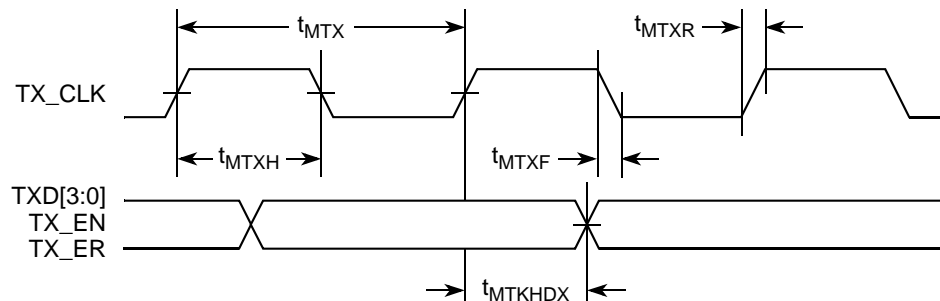 tMTX
tMTXR
TX_CLK
tMTXH
tMTXF
TXD[3:0]
TX_EN
TX_ER
tMTKHDX